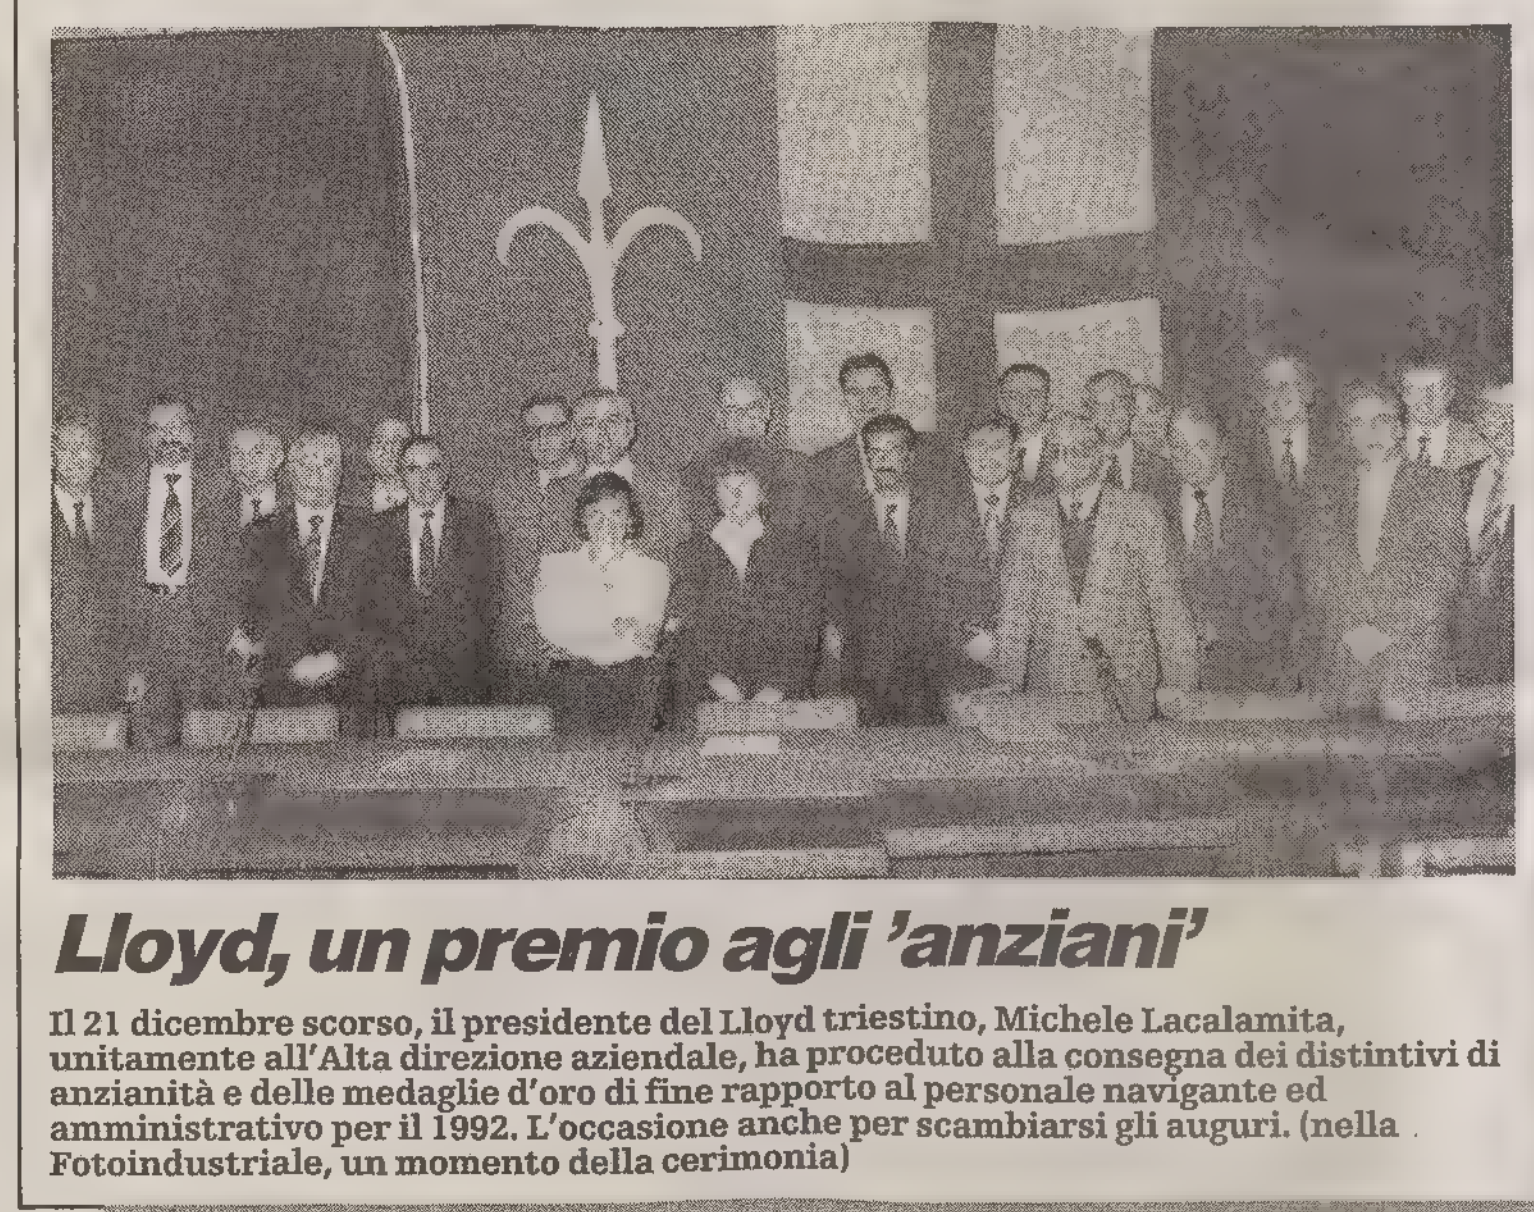 Lloyd, un premio agli 'anziani'
Il 21 dicembre scorso, il presidente del Lloyd triestino, Michele Lacalamita,
unitamente all'Alta direzione aziendale, ha proceduto alla consegna dei distintivi di
anzianità e delle medaglie d'oro di fine rapporto al personale navigante ed
amministrativo per il 1992. L'occasione anche per scambiarsi gli auguri. (nella
Fotoindustriale, un momento della cerimonia)